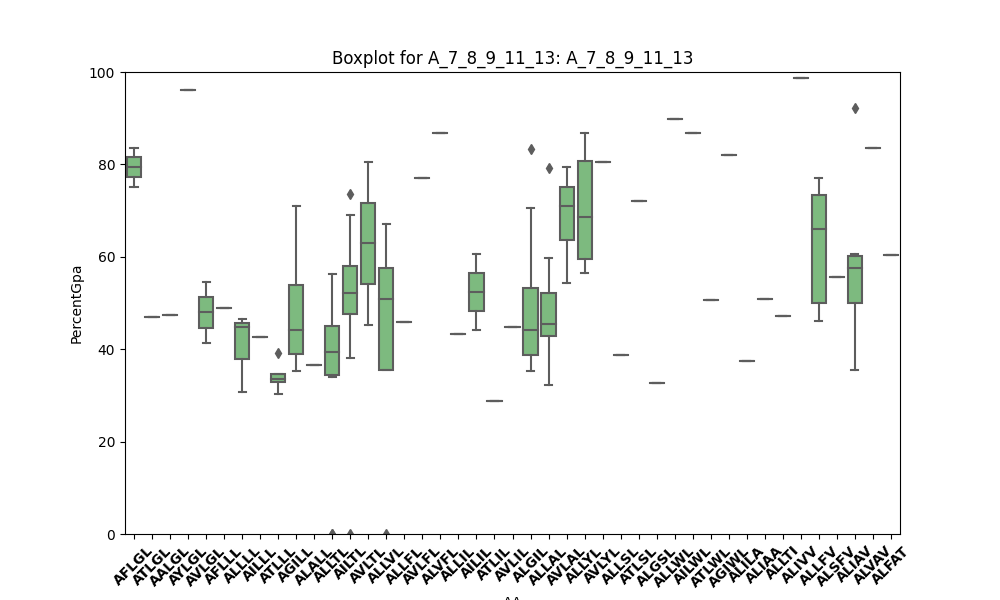 Boxplot for A_7_8_9_11_13: A_7_8_9_11_13
PercentGpa
100
80
60
40
20
0
AFLGL
ATLGL
AALGL
AYLGL
AVLGL
AFLLL
ALLLL
AILLL
ATLLL
AGILL
ALALL
ALLTL
AILTL
AVLTL
ALLVL
ALLFL
AVLFL
ALVFL
ALLIL
AILIL
ATLIL
AVLIL
ALGIL
ALLAL
AVLAL
ALLYL
AVLYL
ALLSL
ATLSL
ALGSL
ALLWL
AILWL
ATLWL
AGIWL
ALILA
ALIAA
ALLTI
ALIVV
ALLFV
ALSFV
ALIAV
ALVAV
ALFAT